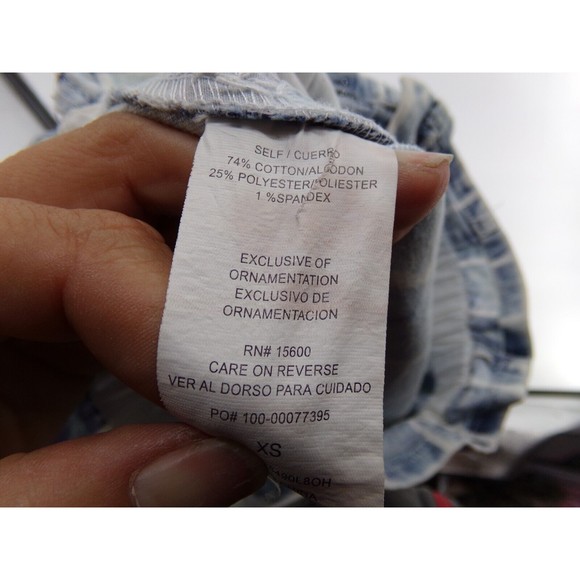 SELF / CUERPO
74% COTTON/ALGODON
25% POLYESTER/POLIESTER
1 %SPANDEX
EXCLUSIVE OF
ORNAMENTATION
EXCLUSIVO DE
ORNAMENTACION
RN# 15600
CARE ON REVERSE
VER AL DORSO PARA CUIDADO
PO# 100-00077395
XS